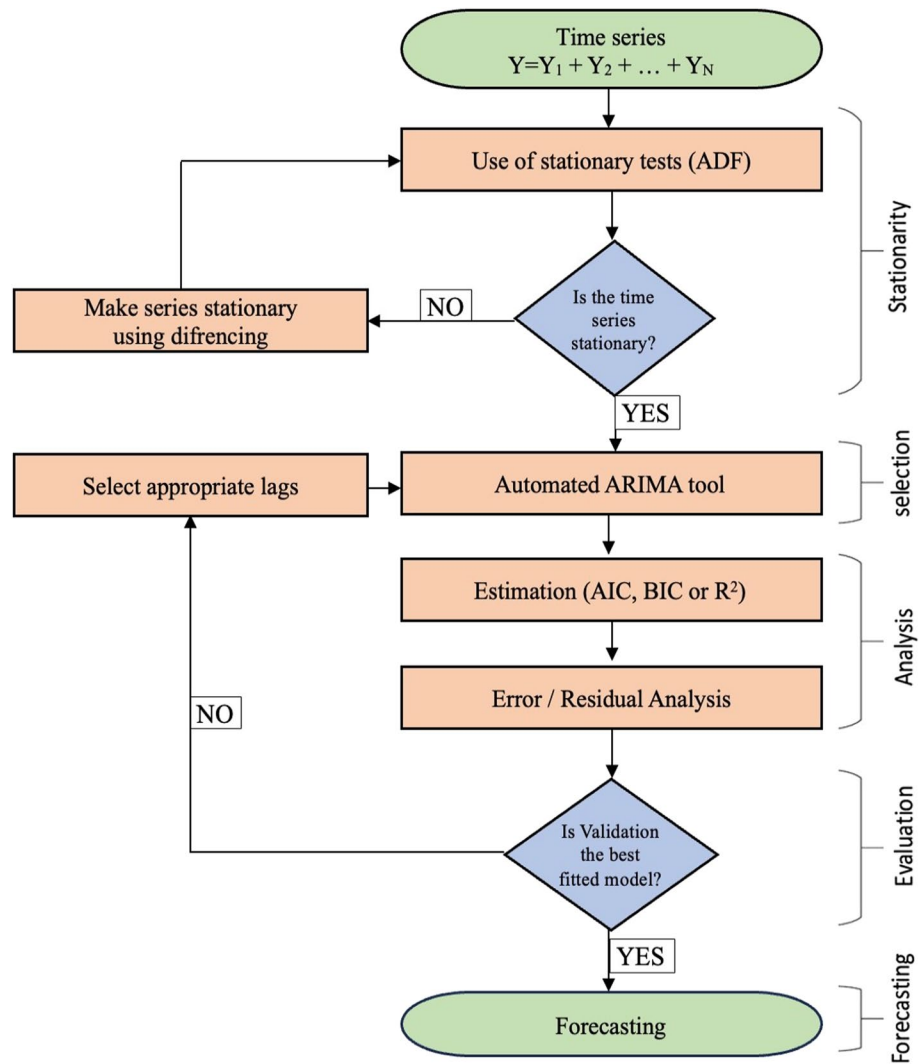 Time series
Y=Y₁ + Y₂ + … + Y_N
Use of stationary tests (ADF)
Is the time
series
stationary?
NO
Make series stationary
using difrencing
YES
Stationarity
Select appropriate lags
Automated ARIMA tool
selection
Estimation (AIC, BIC or R²)
Error / Residual Analysis
Analysis
NO
Is Validation
the best
fitted model?
Evaluation
YES
Forecasting
Forecasting